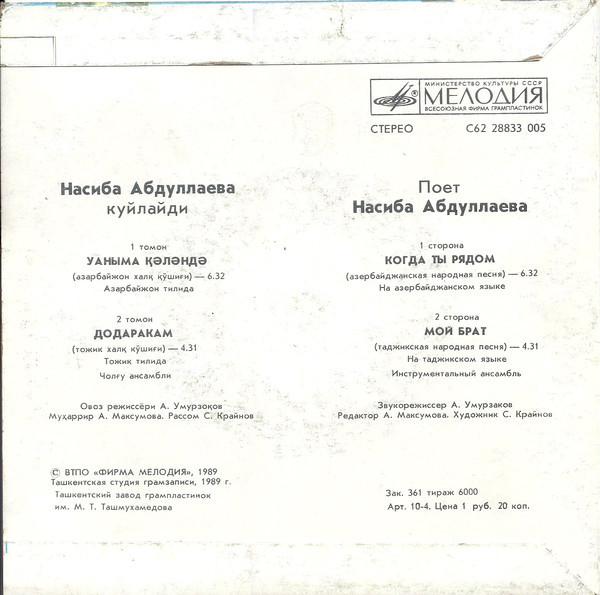 МИНИСТЕРСТВО КУЛЬТУРЫ СССР
МЕЛОДИЯ
ВСЕСОЮЗНАЯ ФИРМА ГРАМПЛАСТИНОК
СТЕРЕО С62 28833 005
Насиба Абдуллаева
куйлайди
1 томон
УАНЫМА ҚӘЛӘНДӘ
(азарбайжон халқ қўшиғи) — 6.32
Азарбайжон тилида
2 томон
ДОДАРАКАМ
(тожик халқ қўшиғи) — 4.31
Тожик тилида
Чолғу ансамбли
Овоз режиссёри А. Умурзоқов
Муҳаррир А. Максумова. Рассом С. Крайнов
Поет
Насиба Абдуллаева
1 сторона
КОГДА ТЫ РЯДОМ
(азербайджанская народная песня) — 6.32
На азербайджанском языке
2 сторона
МОЙ БРАТ
(таджикская народная песня) — 4.31
На таджикском языке
Инструментальный ансамбль
Звукорежиссер А. Умурзаков
Редактор А. Максумова. Художник С. Крайнов
© ВТПО «ФИРМА МЕЛОДИЯ», 1989
Ташкентская студия грамзаписи, 1989 г.
Ташкентский завод грампластинок
им. М. Т. Ташмухамедова
Зак. 361 тираж 6000
Арт. 10-4. Цена 1 руб. 20 коп.